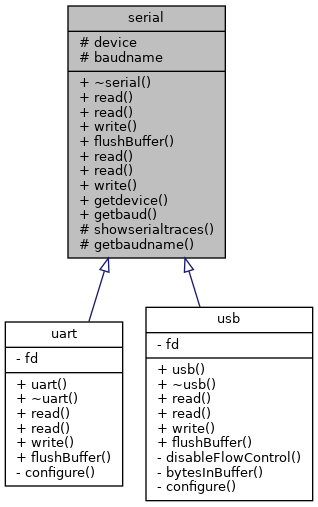 serial
# device
# baudname
+ ~serial()
+ read()
+ read()
+ write()
+ flushBuffer()
+ read()
+ read()
+ write()
+ getdevice()
+ getbaud()
# showserialtraces()
# getbaudname()
uart
- fd
+ uart()
+ ~uart()
+ read()
+ read()
+ write()
+ flushBuffer()
- configure()
usb
- fd
+ usb()
+ ~usb()
+ read()
+ read()
+ write()
+ flushBuffer()
- disableFlowControl()
- bytesInBuffer()
- configure()